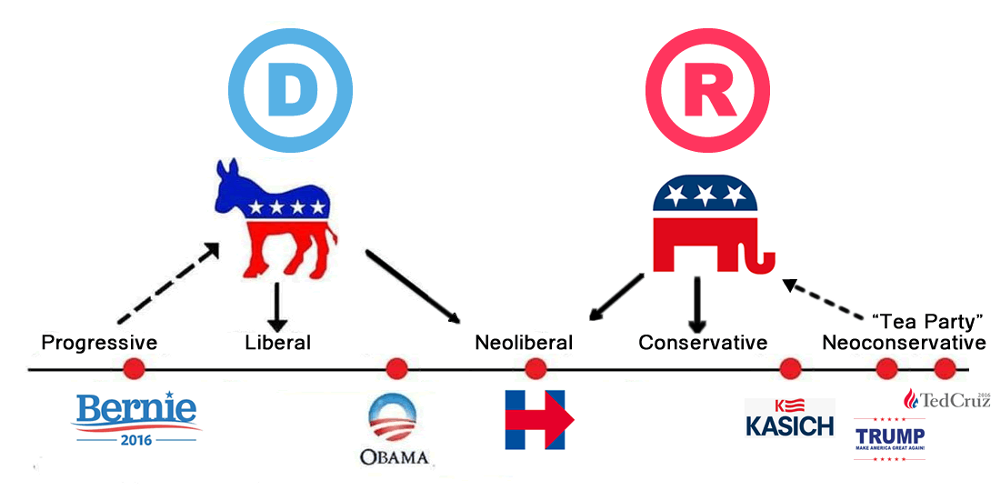 D
R
"Tea Party"
Progressive
Liberal
Neoliberal
Conservative
Neoconservative
Bernie
2016
OBAMA
H
K
KASICH
TRUMP
MAKE AMERICA GREAT AGAIN!
2016
TedCruz